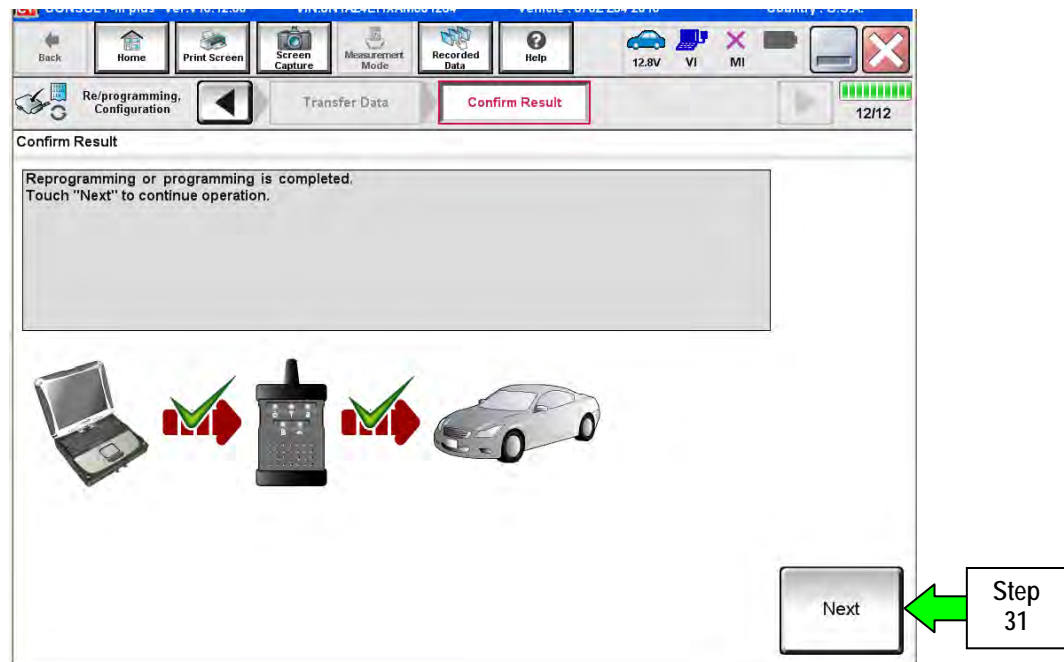 Back
Home
Print Screen
Screen
Capture
Measurement
Mode
Recorded
Data
Help
12.8V
VI
MI
Re/programming,
Configuration
Transfer Data
Confirm Result
12/12
Confirm Result
Reprogramming or programming is completed.
Touch "Next" to continue operation.
Next
Step
31